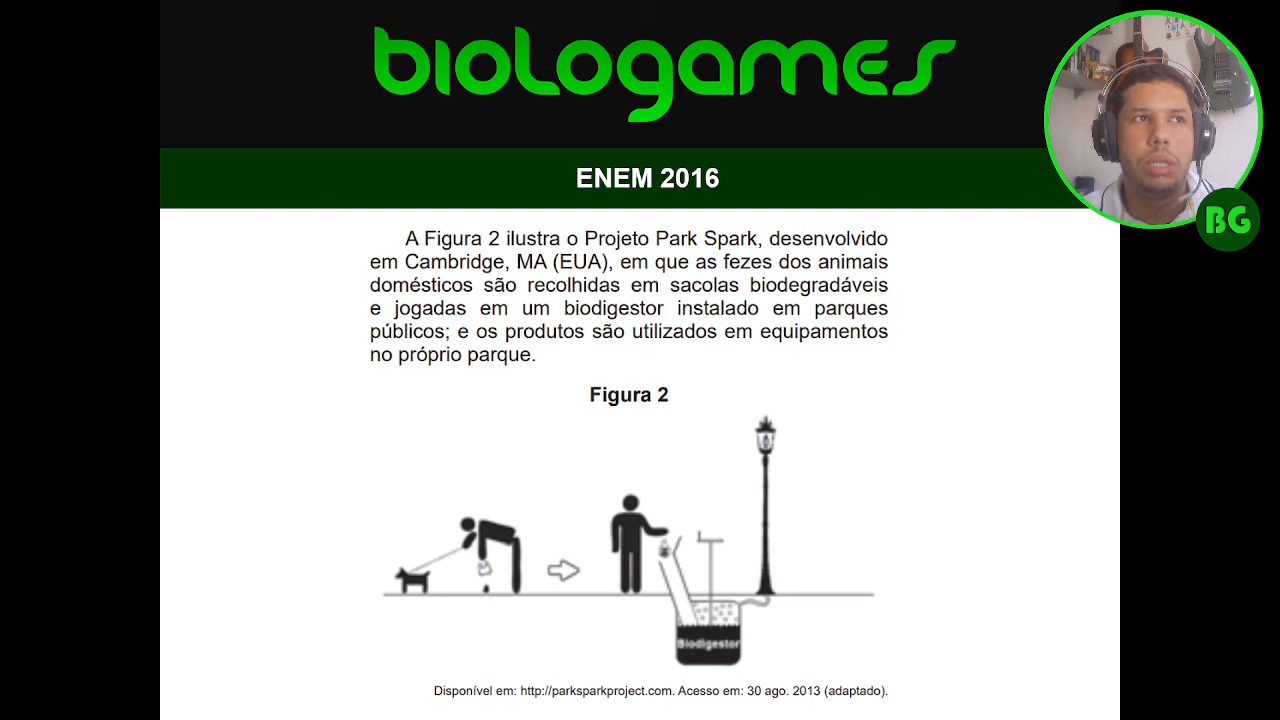 BIOLOGAMES
BG
ENEM 2016
A Figura 2 ilustra o Projeto Park Spark, desenvolvido
em Cambridge, MA (EUA), em que as fezes dos animais
domésticos são recolhidas em sacolas biodegradáveis
e jogadas em um biodigestor instalado em parques
públicos; e os produtos são utilizados em equipamentos
no próprio parque.
Figura 2
Biodigestor
Disponível em: http://parksparkproject.com. Acesso em: 30 ago. 2013 (adaptado).